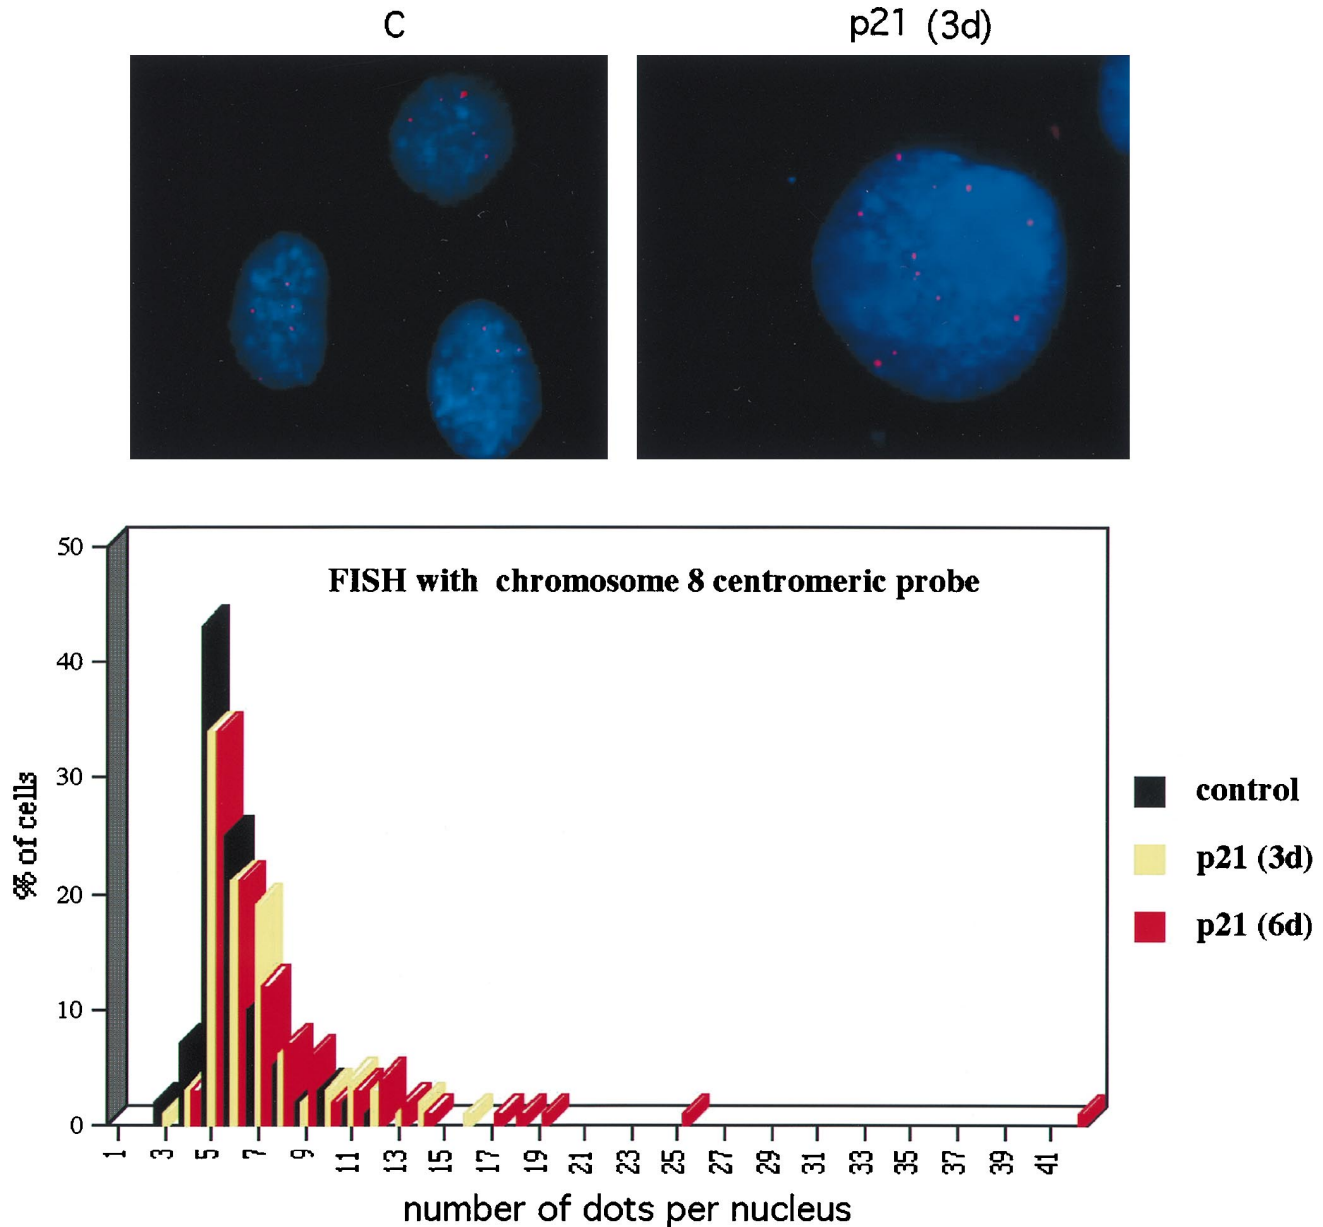 C
p21 (3d)
FISH with chromosome 8 centromeric probe
50
40
30
20
10
0
% of cells
1 3 5 7 9 11 13 15 17 19 21 23 25 27 29 31 33 35 37 39 41
number of dots per nucleus
control
p21 (3d)
p21 (6d)